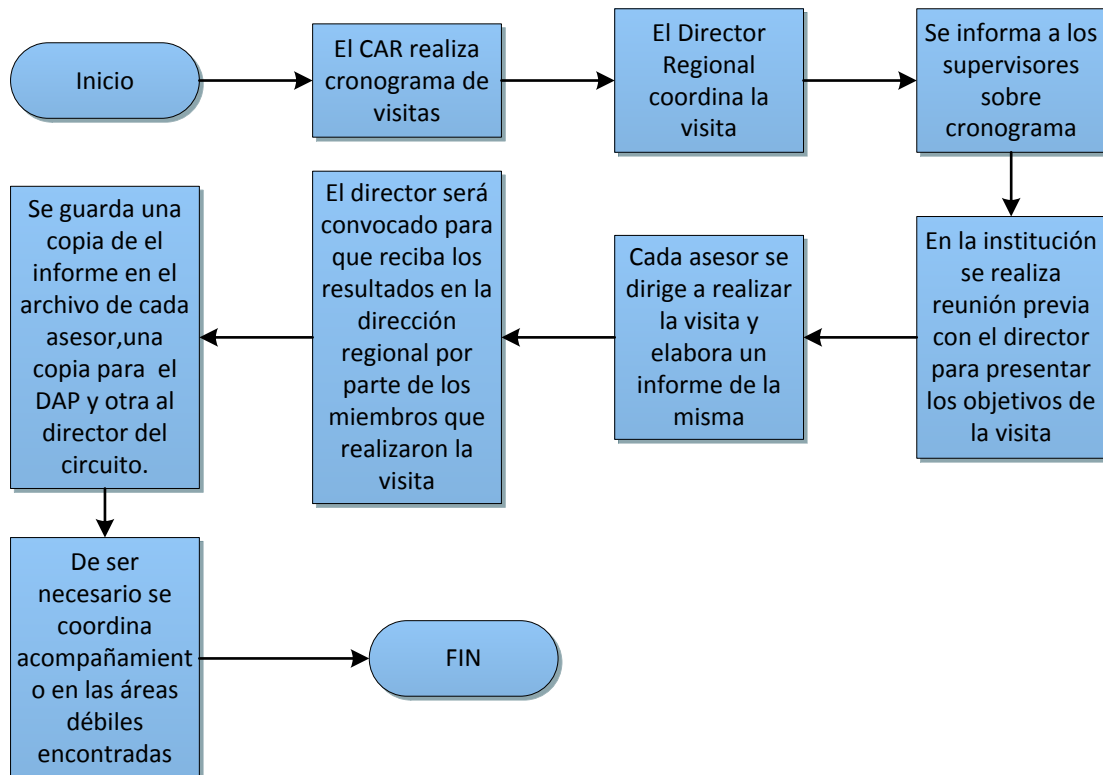 Inicio
El CAR realiza
cronograma de
visitas
El Director
Regional
coordina la
visita
Se informa a los
supervisores
sobre
cronograma
En la institución
se realiza
reunión previa
con el director
para presentar
los objetivos de
la visita
Cada asesor se
dirige a realizar
la visita y
elabora un
informe de la
misma
El director será
convocado para
que reciba los
resultados en la
dirección
regional por
parte de los
miembros que
realizaron la
visita
Se guarda una
copia de el
informe en el
archivo de cada
asesor,una
copia para  el
DAP y otra al
director del
circuito.
De ser
necesario se
coordina
acompañamient
o en las áreas
débiles
encontradas
FIN